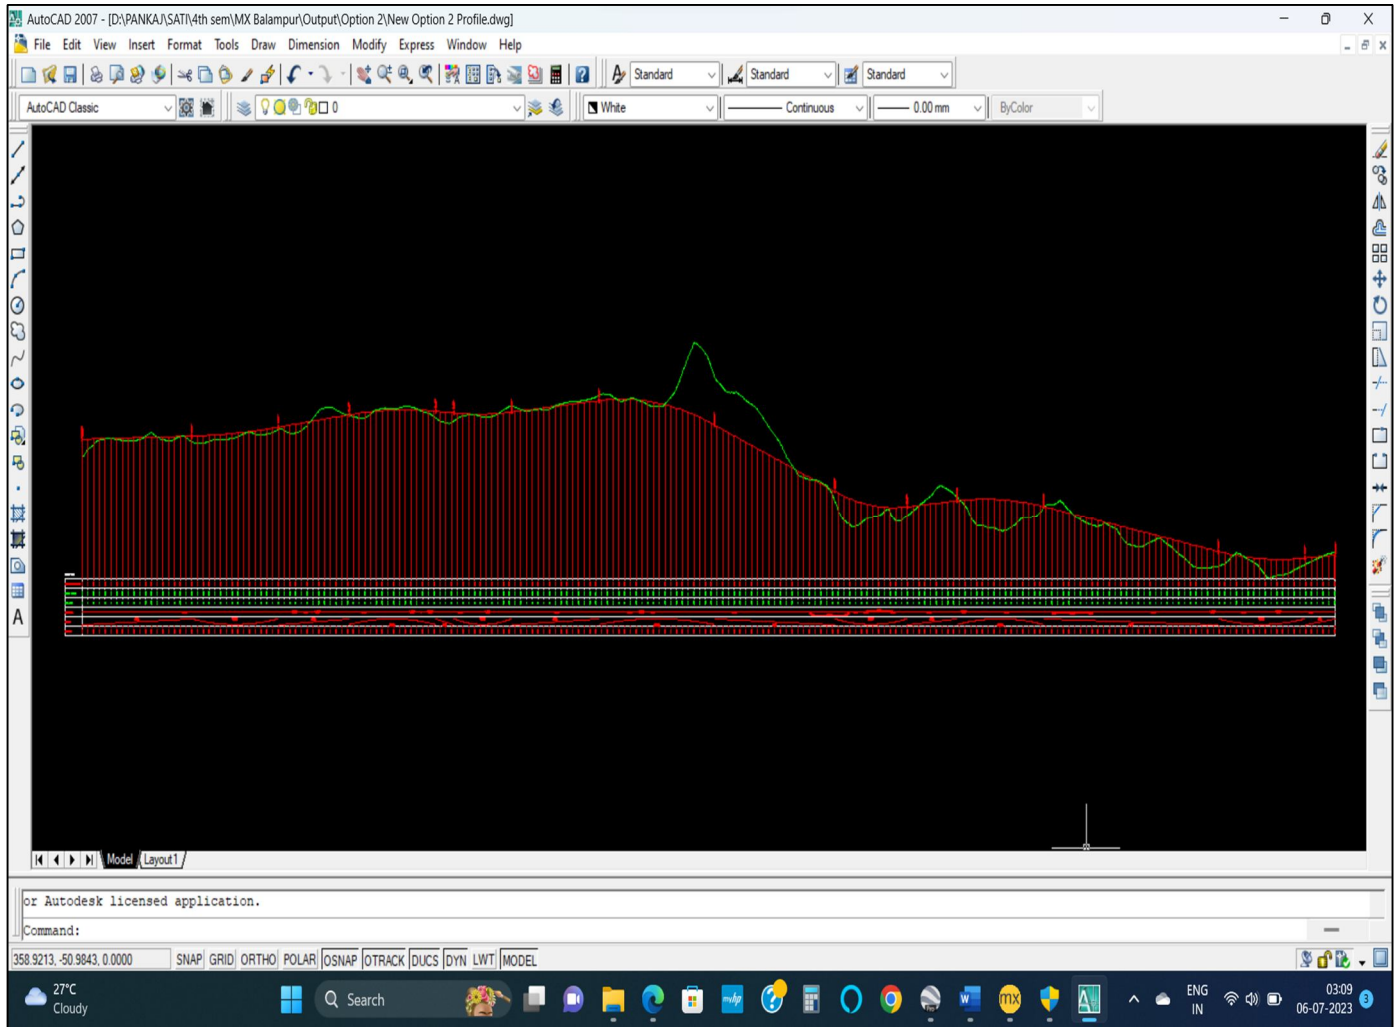 AutoCAD 2007 - [D:\PANKAJ\SATI\4th sem\MX Balampur\Output\Option 2\New Option 2 Profile.dwg]
File Edit View Insert Format Tools Draw Dimension Modify Express Window Help
Standard Standard Standard
AutoCAD Classic 0 White Continuous 0.00 mm ByColor
A
Model Layout1
or Autodesk licensed application.
Command:
358.9213, -50.9843, 0.0000 SNAP GRID ORTHO POLAR OSNAP OTRACK DUCS DYN LWT MODEL
27°C
Cloudy
Search
myhp
mx
ENG
IN
03:09
06-07-2023
3